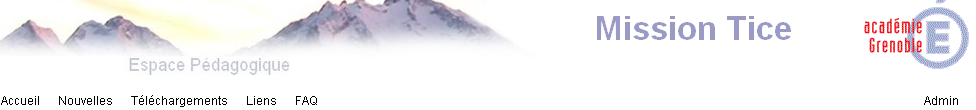 Mission Tice
académie
Grenoble
É
Espace Pédagogique
Accueil Nouvelles Téléchargements Liens FAQ Admin